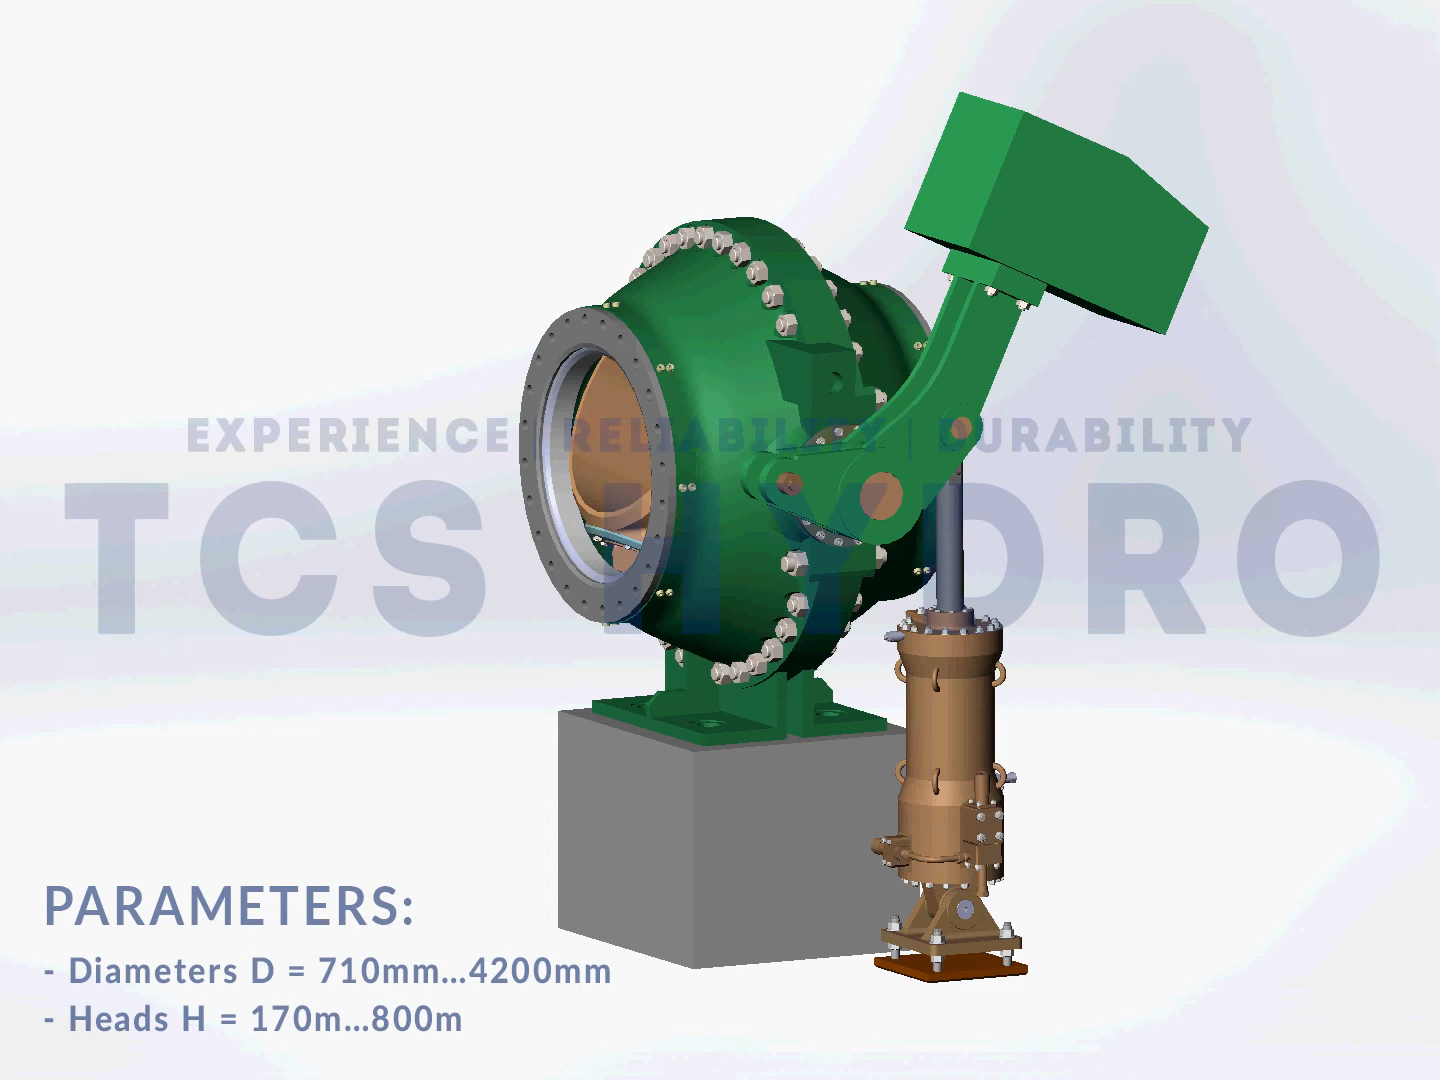 EXPERIENCE | RELIABILITY | DURABILITY
TCS HYDRO
PARAMETERS:
- Diameters D = 710mm...4200mm
- Heads H = 170m...800m